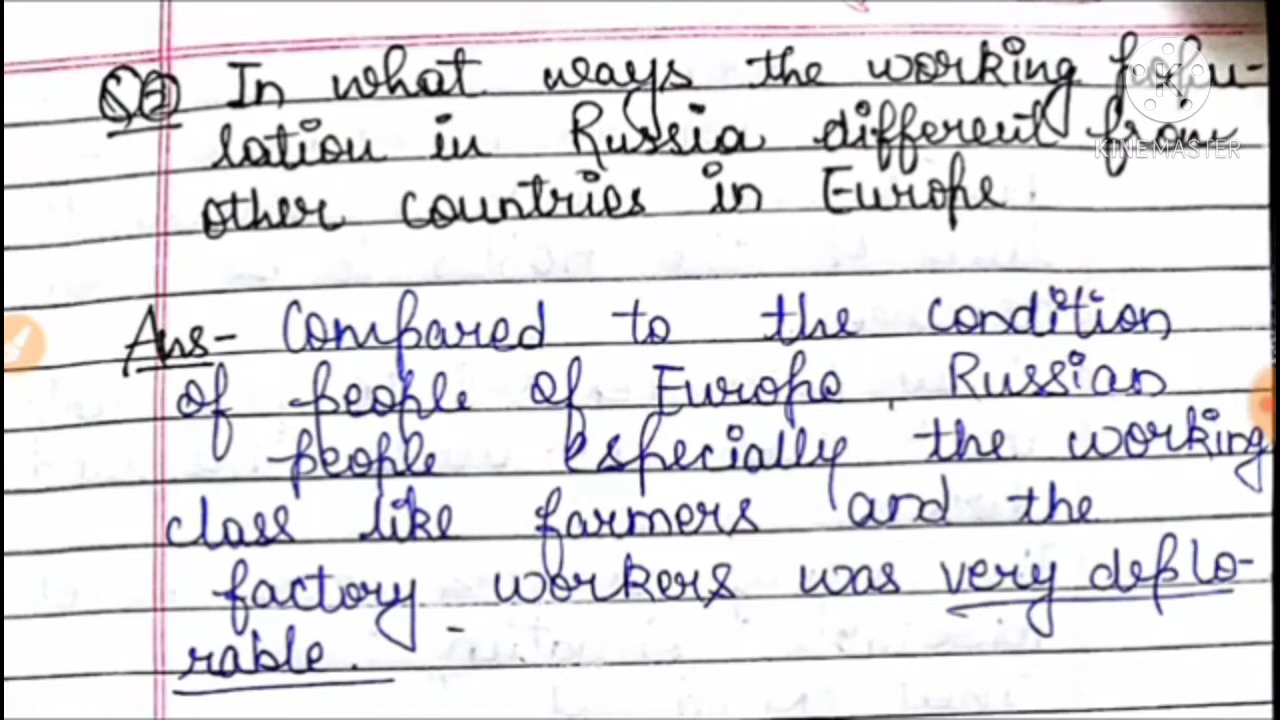 Q2 In what ways the working popu-
lation in Russia different from
other countries in Europe.
Ans- Compared to the condition
of people of Europe, Russian
people especially the working
class like farmers and the
factory workers was very deplo-
rable.
K
KINEMASTER